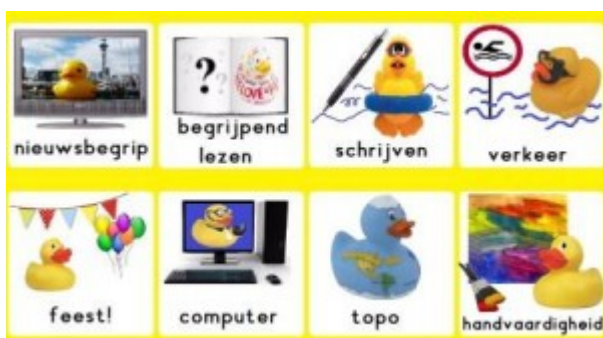 nieuwsbegrip
?
begrijpend
lezen
schrijven
verkeer
feest!
computer
topo
handvaardigheid